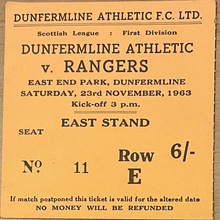 DUNFERMLINE ATHLETIC F.C. LTD.
Scottish League : First Division
DUNFERMLINE ATHLETIC
v. RANGERS
EAST END PARK, DUNFERMLINE
SATURDAY, 23rd NOVEMBER, 1963
Kick-off 3 p.m.
EAST STAND
SEAT
No. 11 Row E 6/-
If match postponed this ticket is valid for the altered date
NO MONEY WILL BE REFUNDED